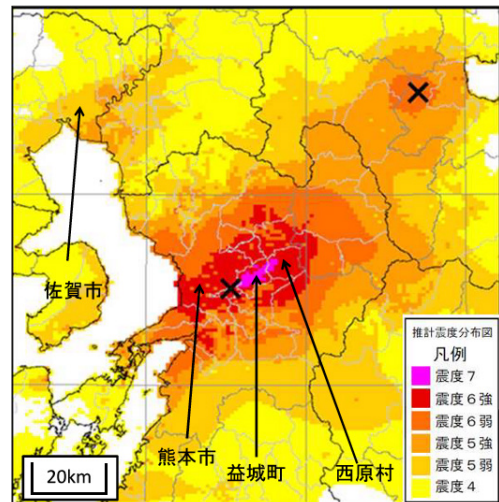 佐賀市
熊本市
益城町
西原村
20km
推計震度分布図
凡例
震度7
震度6強
震度6弱
震度5強
震度5弱
震度4